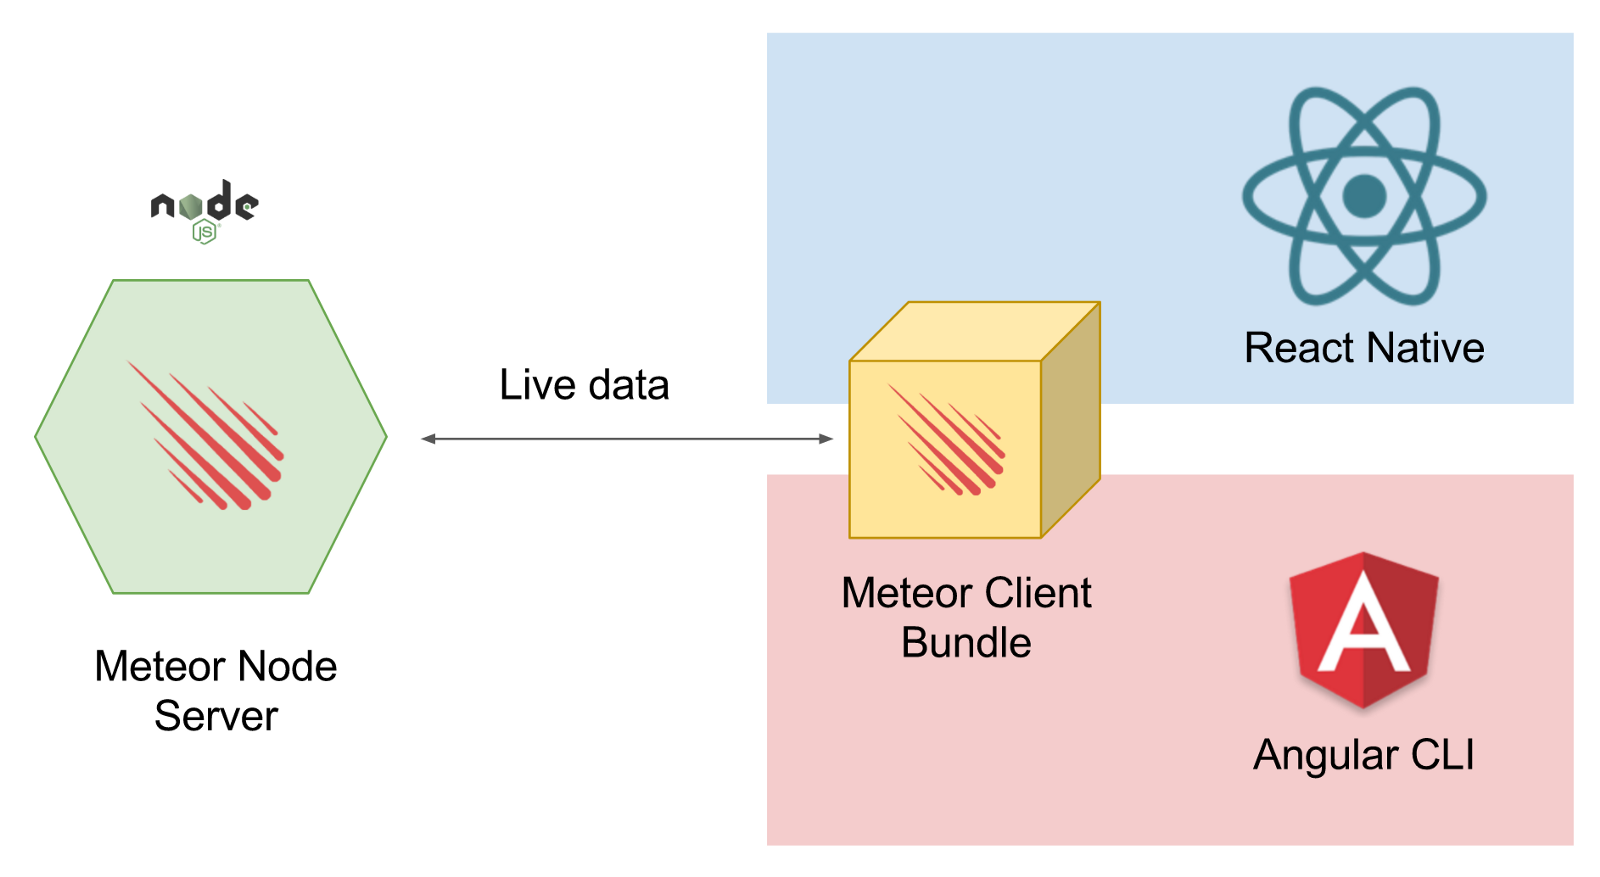 node
JS
Live data
Meteor Node
Server
Meteor Client
Bundle
React Native
A
Angular CLI